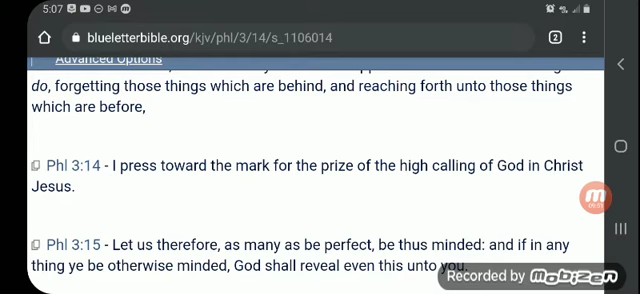 5:07
blueletterbible.org/kjv/phl/3/14/s_1106014
2
Advanced Options
do, forgetting those things which are behind, and reaching forth unto those things
which are before,
Phl 3:14 - I press toward the mark for the prize of the high calling of God in Christ
Jesus.
Phl 3:15 - Let us therefore, as many as be perfect, be thus minded: and if in any
thing ye be otherwise minded, God shall reveal even this unto you.
Recorded by mobizen